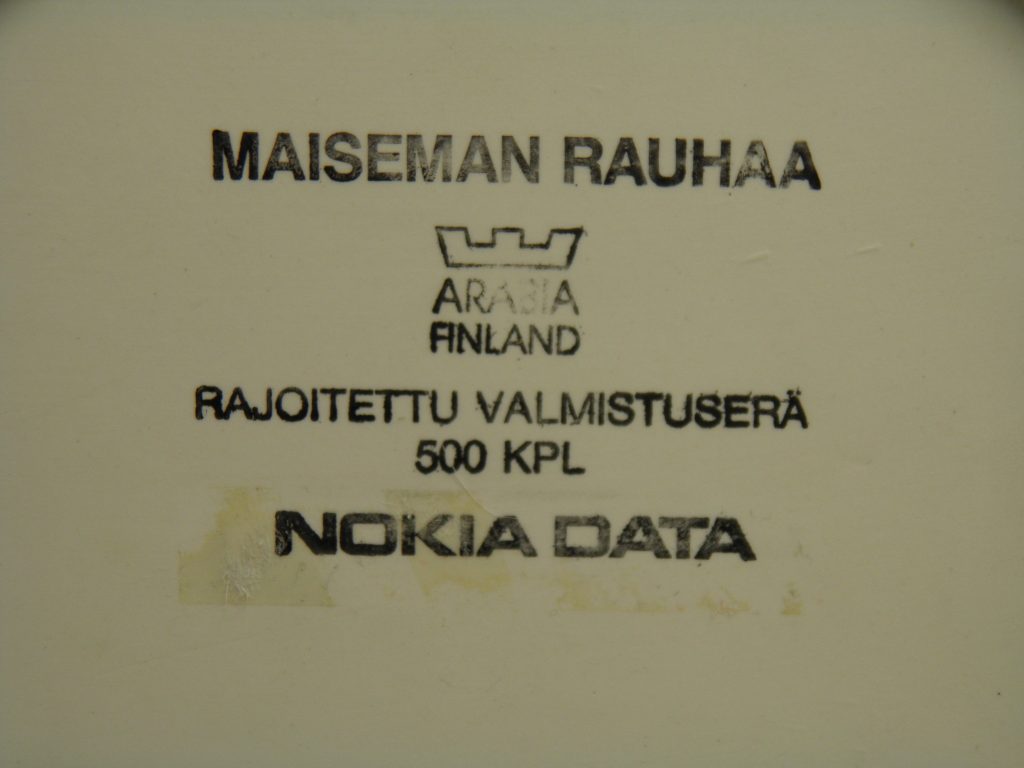 MAISEMAN RAUHAA
ARABIA
FINLAND
RAJOITETTU VALMISTUSERÄ
500 KPL
NOKIA DATA